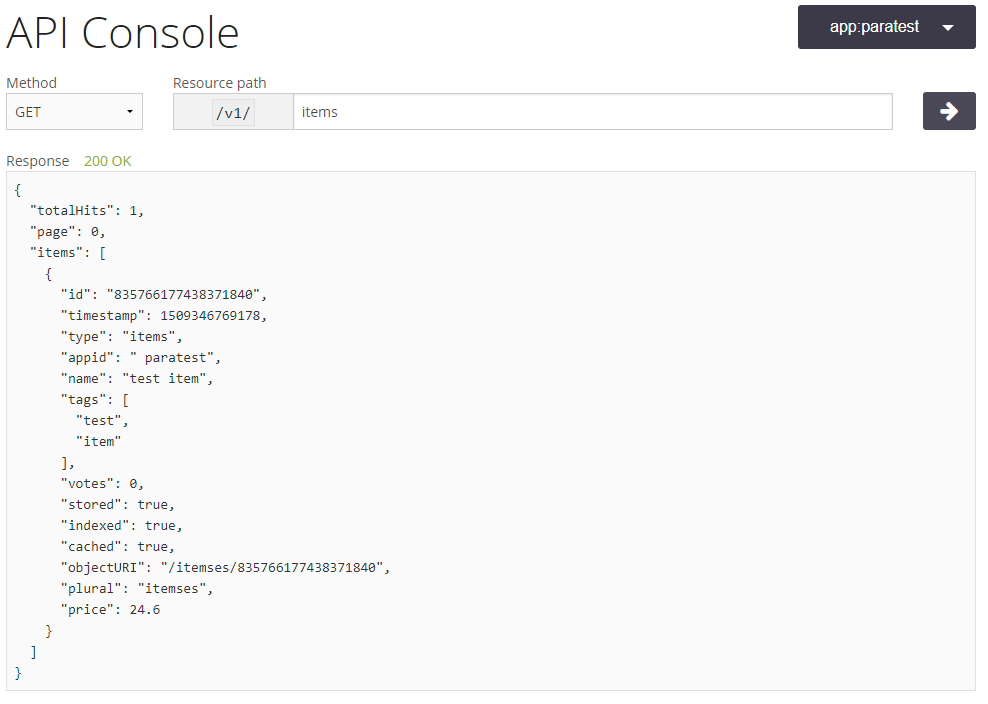 API Console
app:paratest
Method
Resource path
GET
/v1/
items
Response 200 OK
{
  "totalHits": 1,
  "page": 0,
  "items": [
    {
      "id": "835766177438371840",
      "timestamp": 1509346769178,
      "type": "items",
      "appid": " paratest",
      "name": "test item",
      "tags": [
        "test",
        "item"
      ],
      "votes": 0,
      "stored": true,
      "indexed": true,
      "cached": true,
      "objectURI": "/itemses/835766177438371840",
      "plural": "itemses",
      "price": 24.6
    }
  ]
}